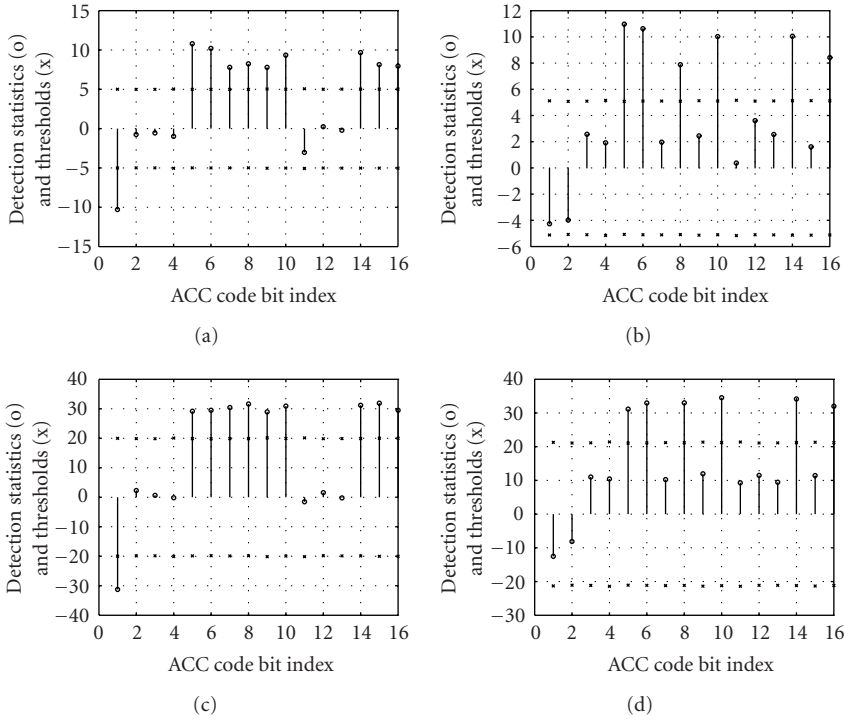 15
10
5
0
−5
−10
−15
0 2 4 6 8 10 12 14 16
Detection statistics (o)
and thresholds (x)
ACC code bit index
(a)
12
10
8
6
4
2
0
−2
−4
−6
0 2 4 6 8 10 12 14 16
Detection statistics (o)
and thresholds (x)
ACC code bit index
(b)
40
30
20
10
0
−10
−20
−30
−40
0 2 4 6 8 10 12 14 16
Detection statistics (o)
and thresholds (x)
ACC code bit index
(c)
40
30
20
10
0
−10
−20
−30
0 2 4 6 8 10 12 14 16
Detection statistics (o)
and thresholds (x)
ACC code bit index
(d)